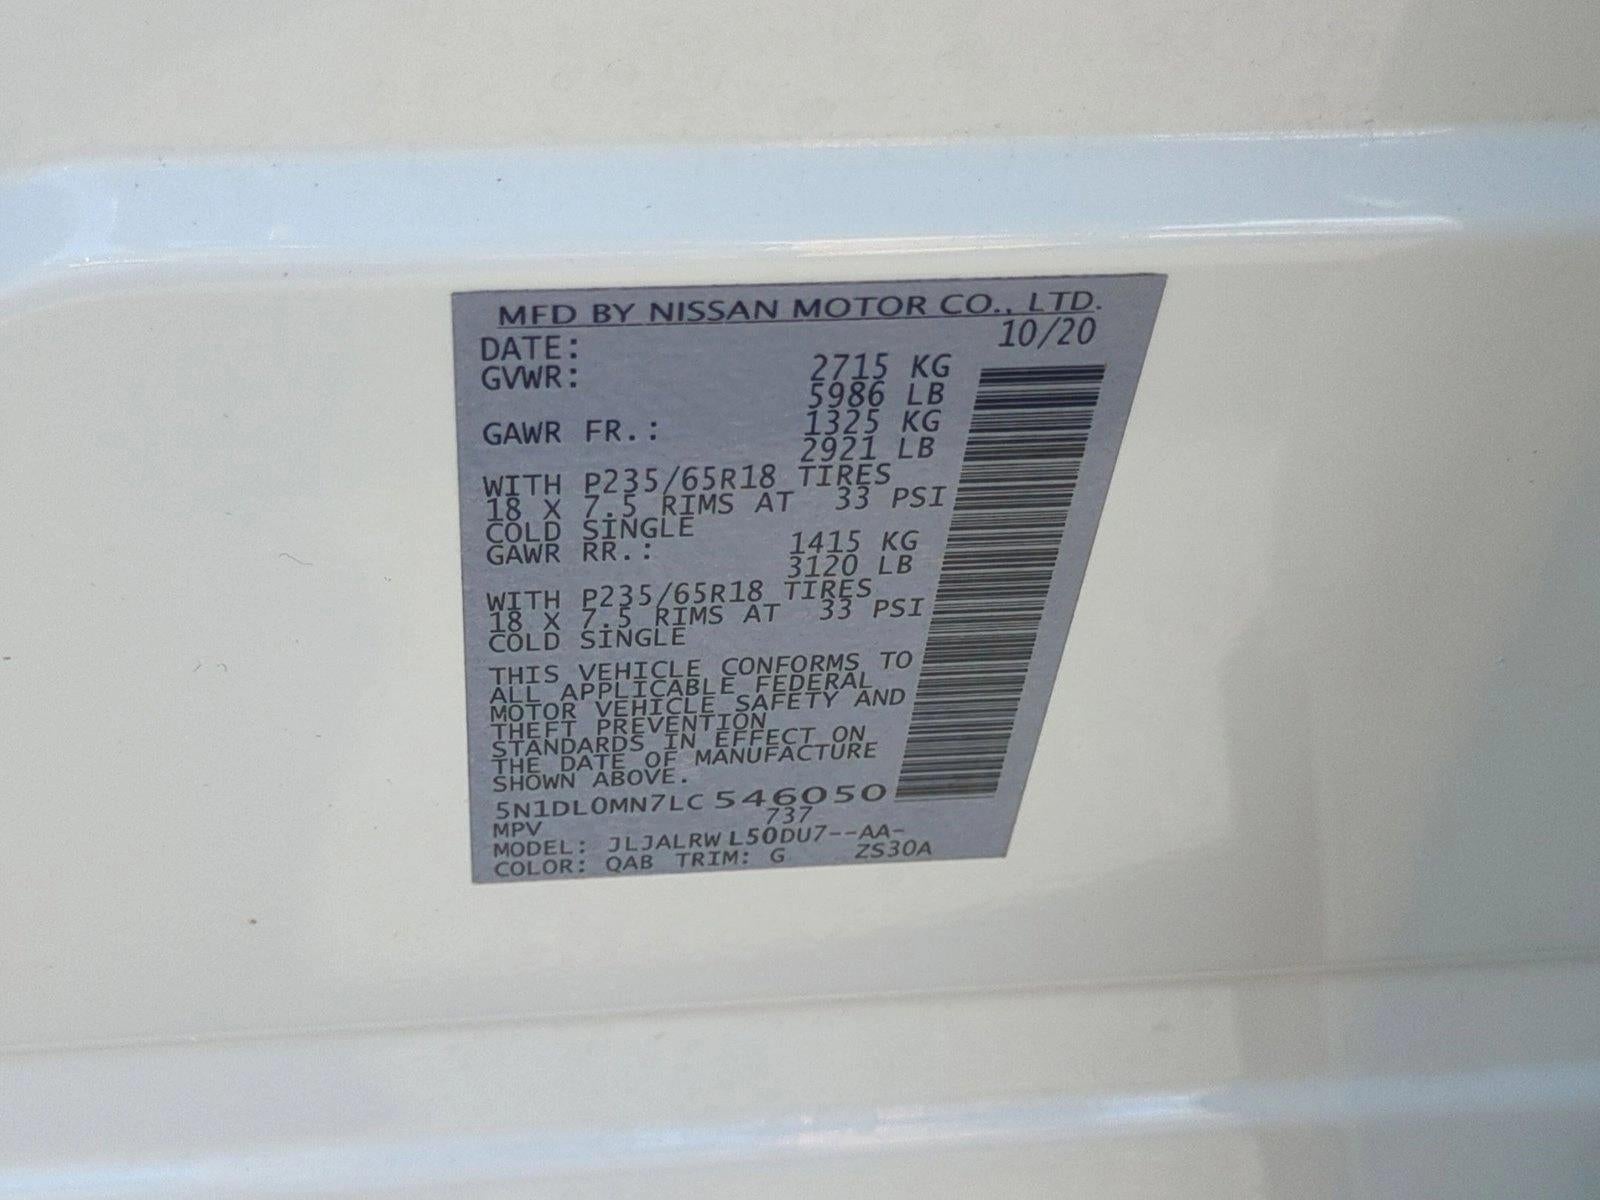 MFD BY NISSAN MOTOR CO., LTD.
DATE: 10/20
GVWR: 2715 KG
5986 LB
GAWR FR.: 1325 KG
2921 LB
WITH P235/65R18 TIRES
18 X 7.5 RIMS AT 33 PSI
COLD SINGLE
GAWR RR.: 1415 KG
3120 LB
WITH P235/65R18 TIRES
18 X 7.5 RIMS AT 33 PSI
COLD SINGLE
THIS VEHICLE CONFORMS TO
ALL APPLICABLE FEDERAL
MOTOR VEHICLE SAFETY AND
THEFT PREVENTION
STANDARDS IN EFFECT ON
THE DATE OF MANUFACTURE
SHOWN ABOVE.
5N1DL0MN7LC 546050
MPV 737
MODEL: JLJALRW L50DU7--AA-
COLOR: QAB TRIM: G ZS30A